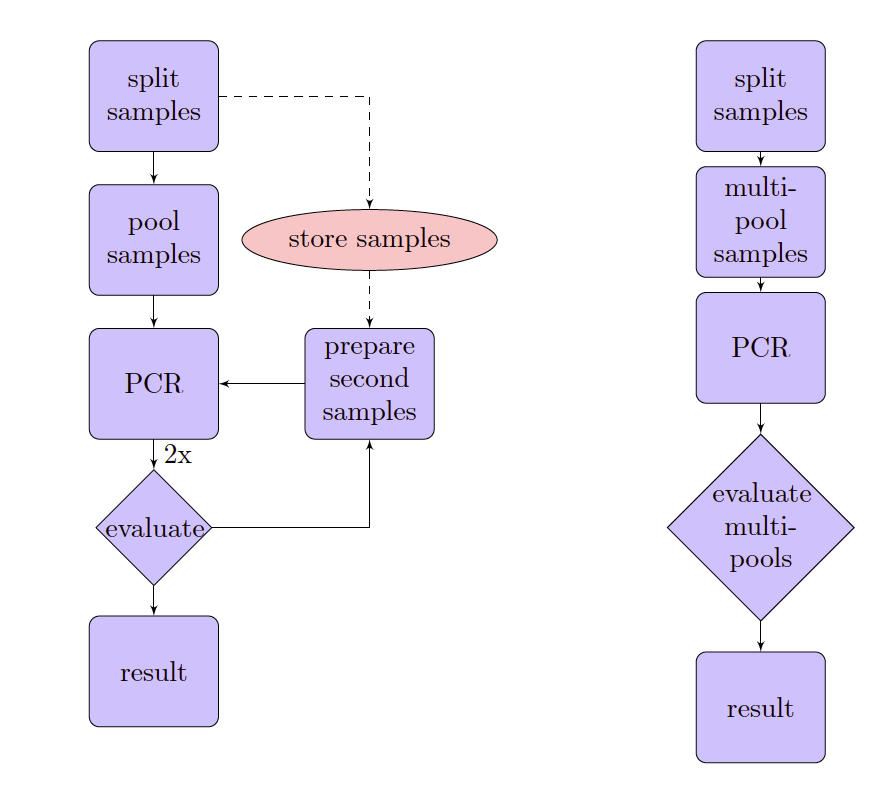 split
samples
pool
samples
store samples
PCR
prepare
second
samples
2x
evaluate
result
split
samples
multi-
pool
samples
PCR
evaluate
multi-
pools
result